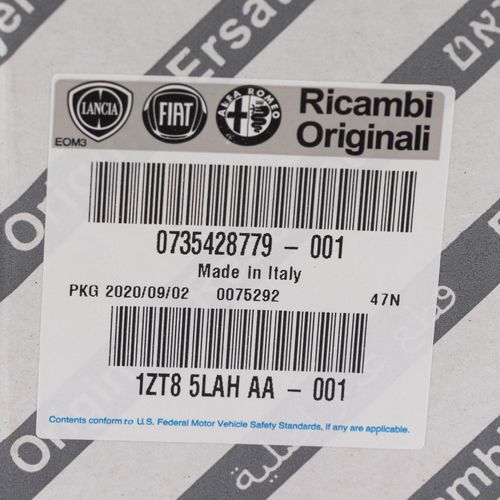 Ersatz
LANCIA
FIAT
ALFA ROMEO
Ricambi
Originali
EOM3
0735428779 - 001
Made in Italy
PKG 2020/09/02 0075292 47N
1ZT8 5LAH AA - 001
Contents conform to U.S. Federal Motor Vehicle Safety Standards, if any are applicable.